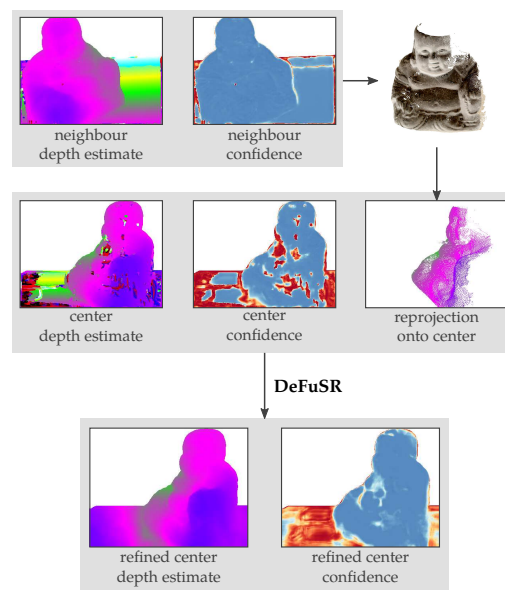 neighbour
depth estimate
neighbour
confidence
center
depth estimate
center
confidence
reprojection
onto center
DeFuSR
refined center
depth estimate
refined center
confidence